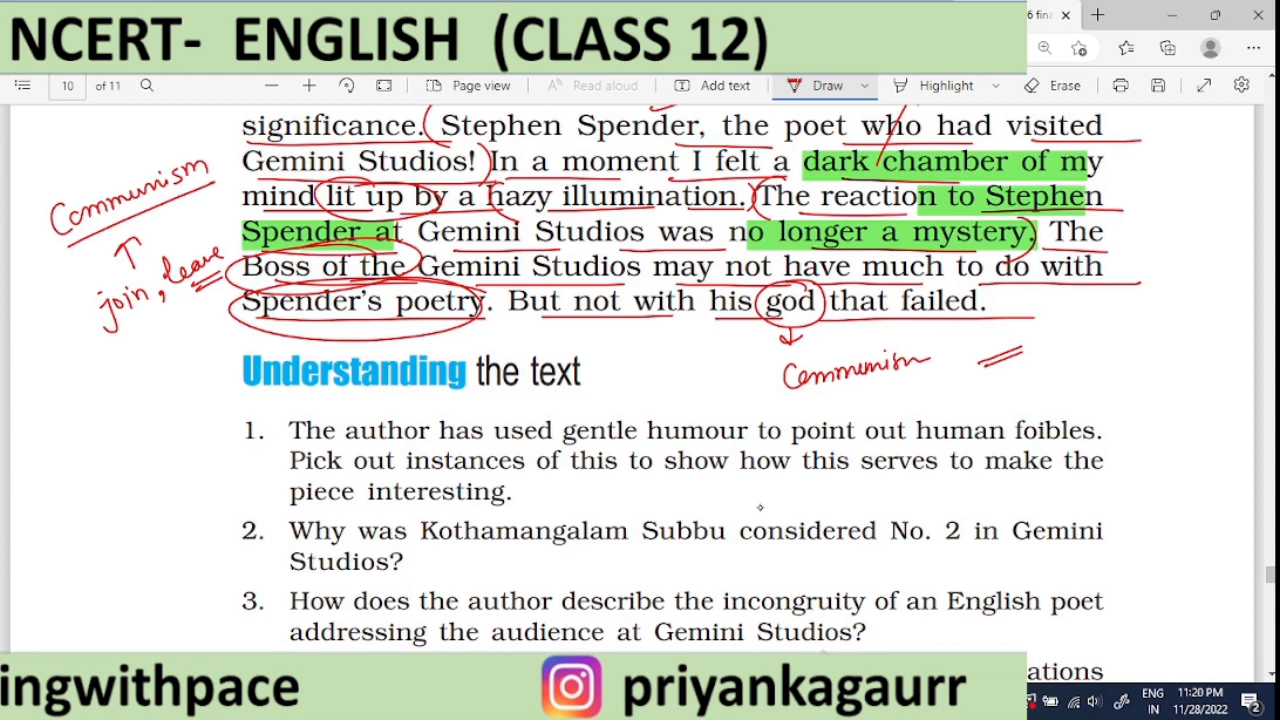 NCERT- ENGLISH (CLASS 12)
6 fina
10 of 11
Page view
Read aloud
Add text
Draw
Highlight
Erase
significance. Stephen Spender, the poet who had visited
Gemini Studios! In a moment I felt a dark chamber of my
mind lit up by a hazy illumination. The reaction to Stephen
Spender at Gemini Studios was no longer a mystery. The
Boss of the Gemini Studios may not have much to do with
Spender's poetry. But not with his god that failed.
Communism
join, leave
Communism
Understanding the text
1. The author has used gentle humour to point out human foibles.
Pick out instances of this to show how this serves to make the
piece interesting.
2. Why was Kothamangalam Subbu considered No. 2 in Gemini
Studios?
3. How does the author describe the incongruity of an English poet
addressing the audience at Gemini Studios?
ations
ingwithpace
priyankagaurr
ENG
IN
11:20 PM
11/28/2022
2